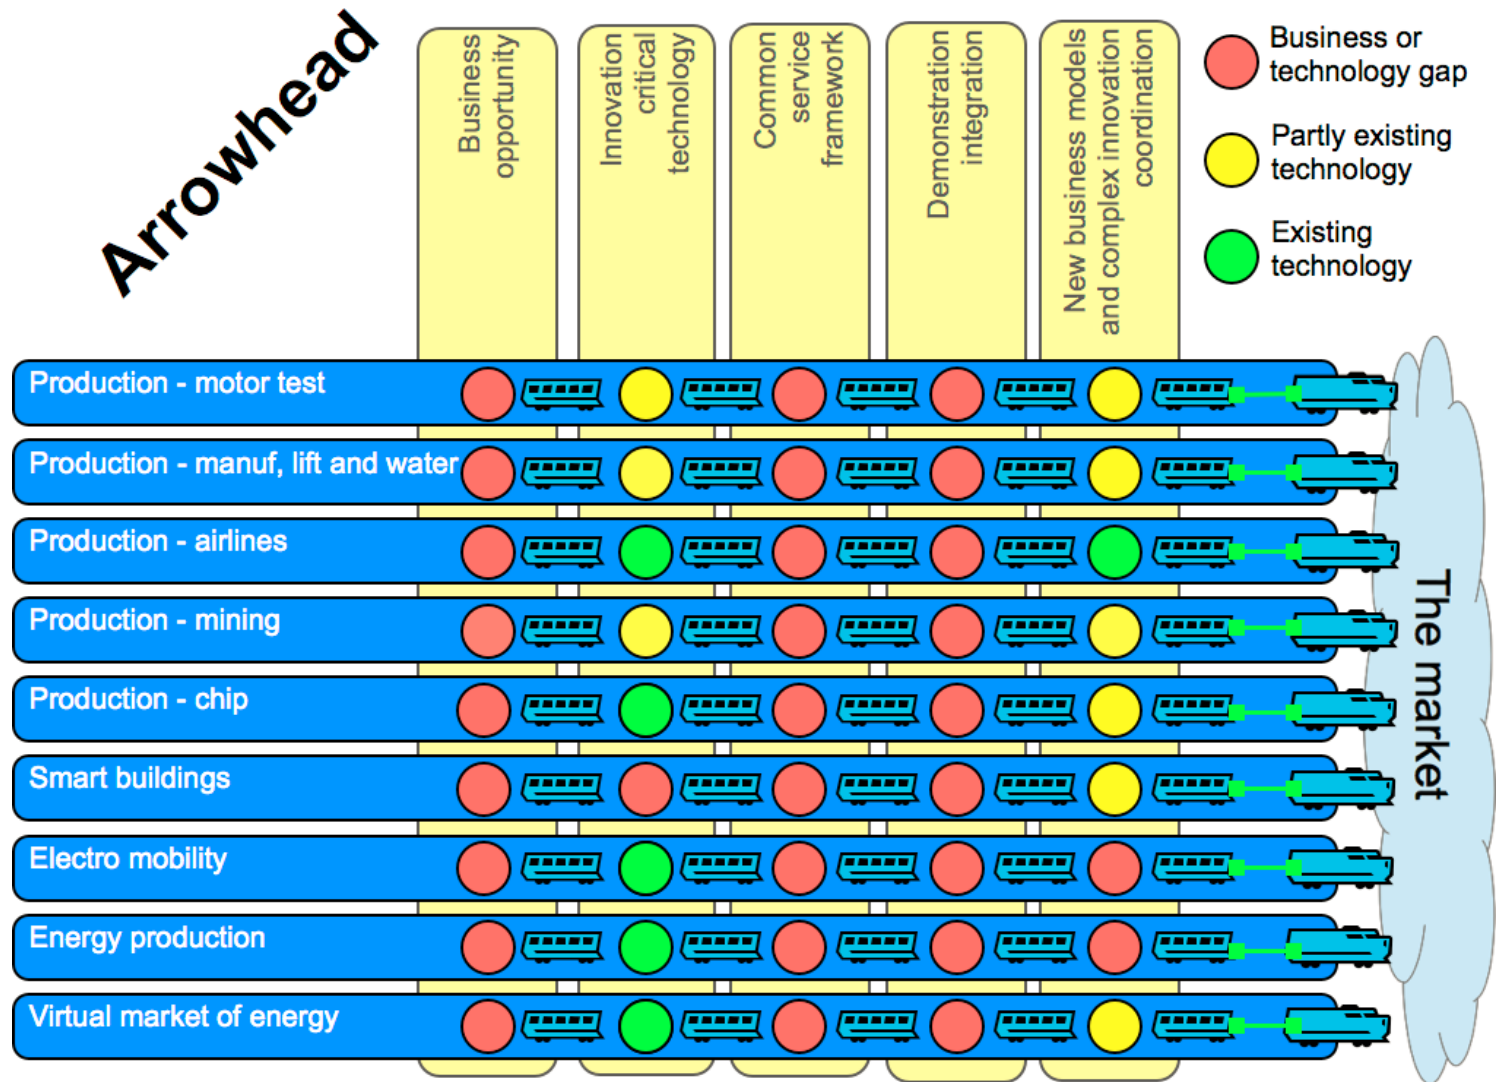 Arrowhead
Business
opportunity
Innovation
critical
technology
Common
service
framework
Demonstration
integration
New business models
and complex innovation
coordination
Business or
technology gap
Partly existing
technology
Existing
technology
Production - motor test
Production - manuf, lift and water
Production - airlines
Production - mining
Production - chip
Smart buildings
Electro mobility
Energy production
Virtual market of energy
The market